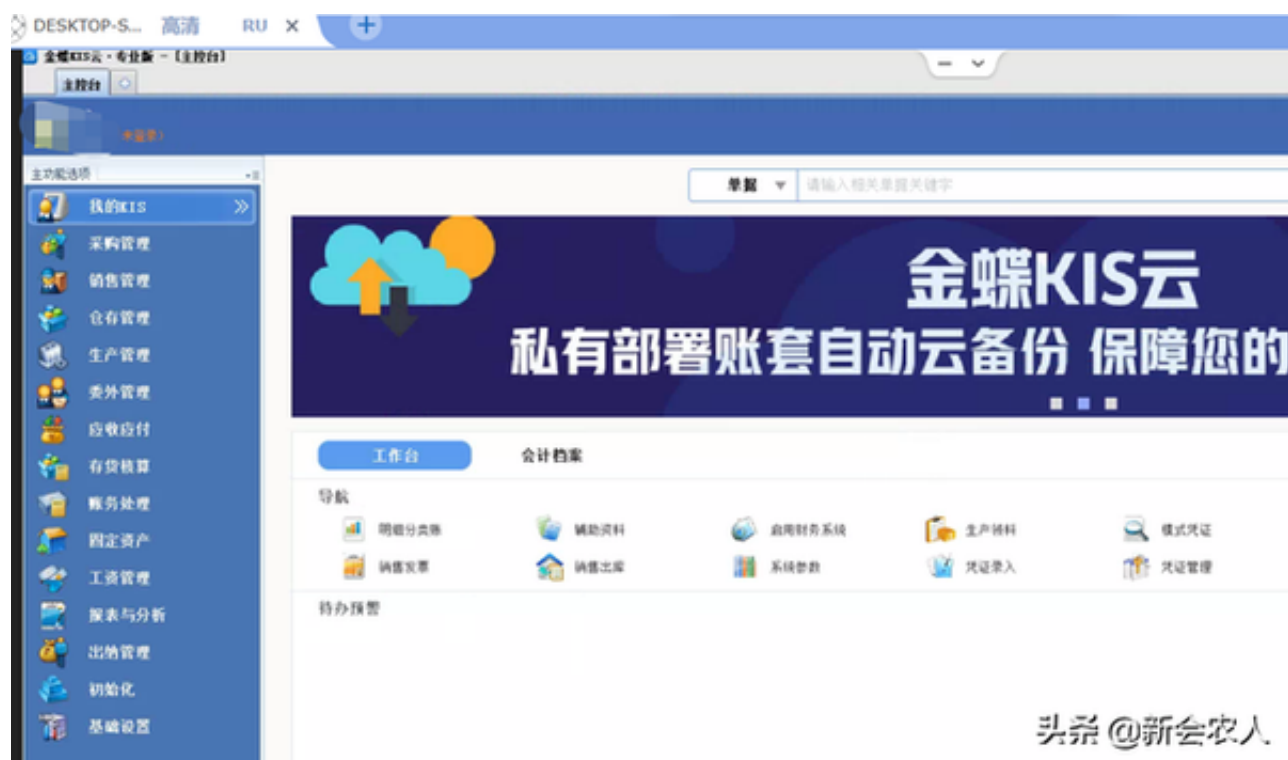 DESKTOP-S... 高清 RU
金蝶KIS云·专业版 - [主控台]
主控台
未登录)
主功能选项
单据 请输入相关单据关键字
我的KIS
采购管理
销售管理
仓存管理
生产管理
委外管理
应收应付
存货核算
账务处理
固定资产
工资管理
报表与分析
出纳管理
初始化
基础设置
金蝶KIS云
私有部署账套自动云备份 保障您的
工作台 会计档案
导航
明细分类账 辅助资料 启用财务系统 生产领料 模式凭证
销售发票 销售出库 系统参数 凭证录入 凭证管理
待办预警
头条 @新会农人